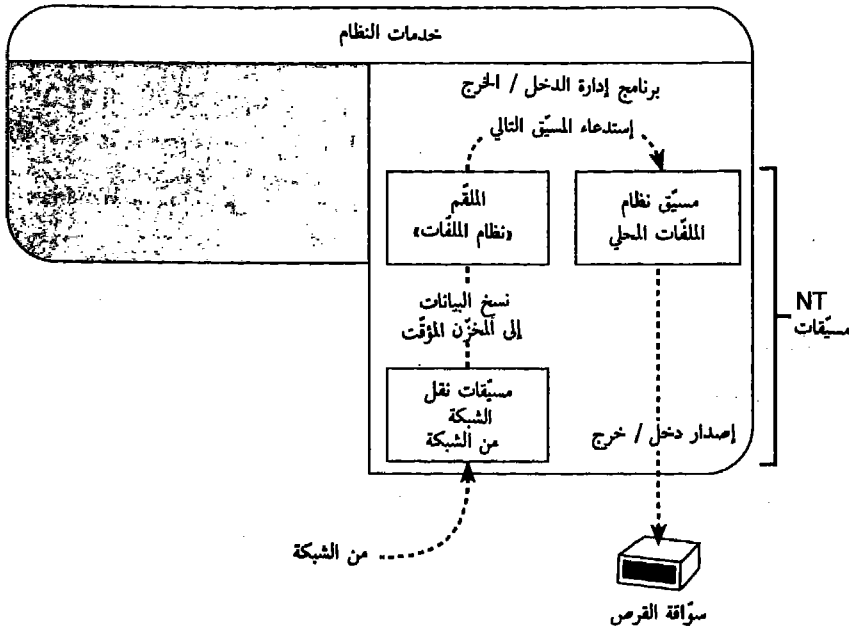 خدمات النظام
برنامج إدارة الدخل / الخرج
إستدعاء المسيّق التالي
الملقّم
«نظام الملفّات»
مسيّق نظام
الملفّات المحلي
نسخ البيانات
إلى ألمخزّن المؤقّت
NT
مسيّقات
مسيّقات نقل
الشبكة
من الشبكة
إصدار دخل / خرج
من الشبكة
سوّاقة القرص